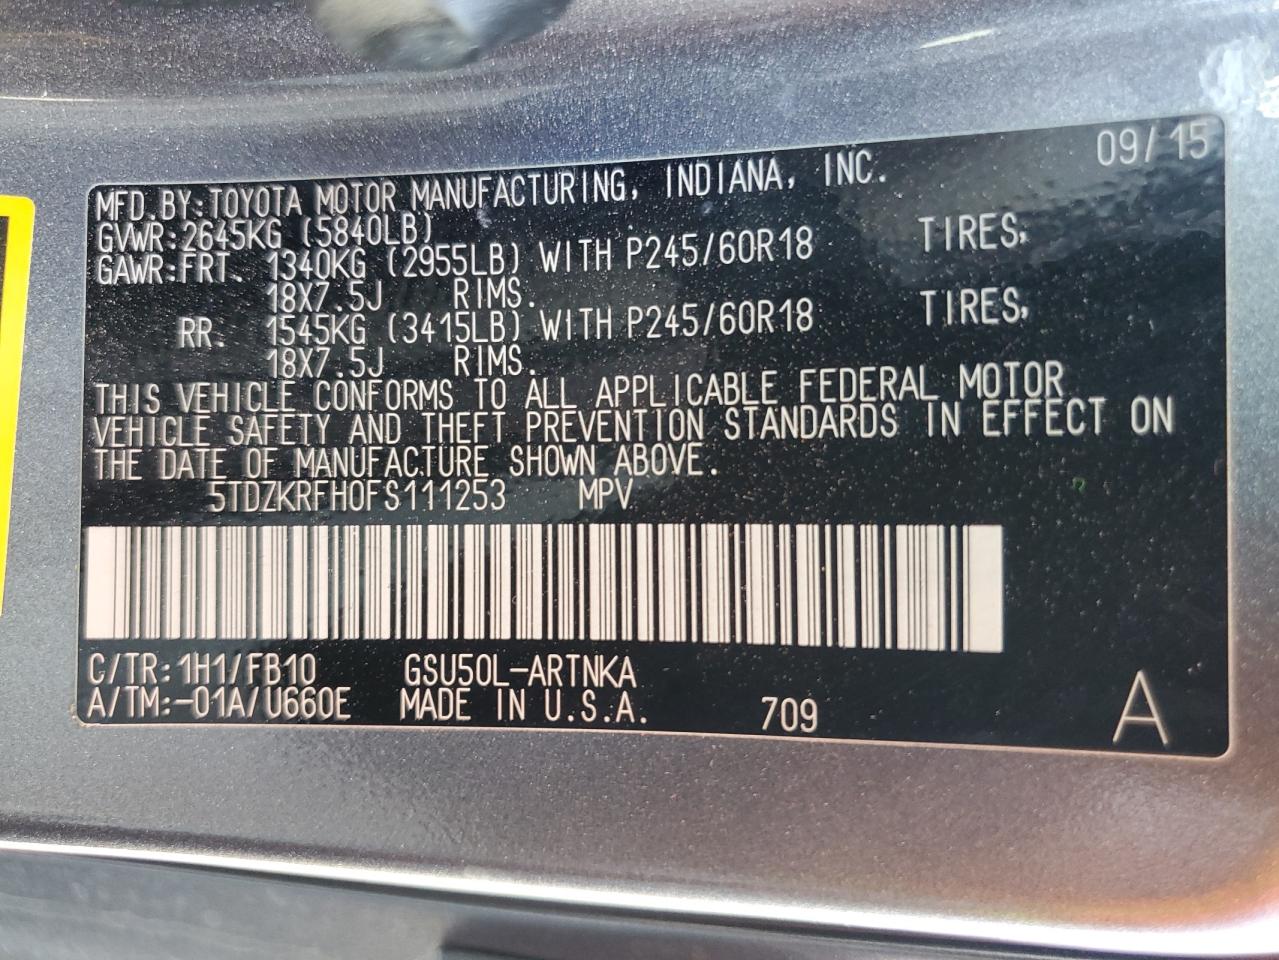 09/15
MFD.BY:TOYOTA MOTOR MANUFACTURING, INDIANA, INC.
GVWR:2645KG (5840LB)
GAWR:FRT. 1340KG (2955LB) WITH P245/60R18 TIRES,
18X7.5J RIMS.
RR. 1545KG (3415LB) WITH P245/60R18 TIRES,
18X7.5J RIMS.
THIS VEHICLE CONFORMS TO ALL APPLICABLE FEDERAL MOTOR
VEHICLE SAFETY AND THEFT PREVENTION STANDARDS IN EFFECT ON
THE DATE OF MANUFACTURE SHOWN ABOVE.
5TDZKRFH0FS111253 MPV
C/TR:1H1/FB10 GSU50L-ARTNKA
A/TM:-01A/U660E MADE IN U.S.A. 709
A